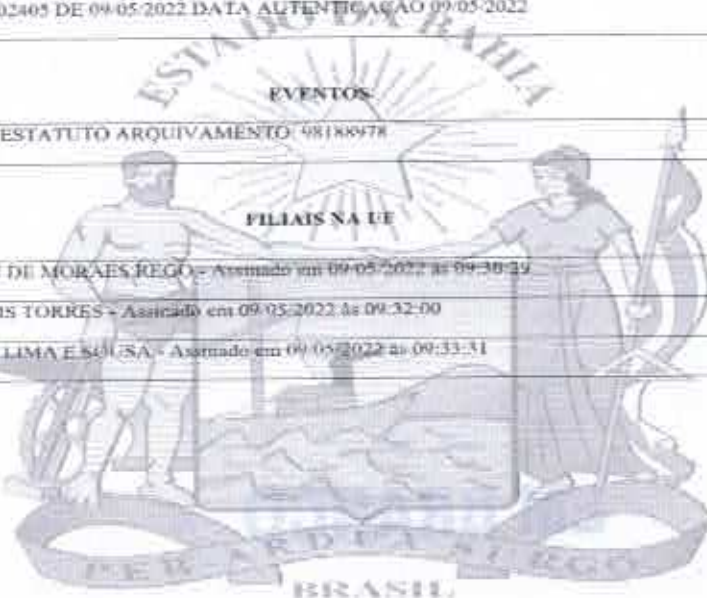 02405 DE 09/05/2022 DATA AUTENTICAÇÃO 09/05/2022
ESTADO DA BAHIA
EVENTOS
ESTATUTO ARQUIVAMENTO: 98188978
FILIAIS NA UF
DE MORAES REGO - Assinado em 09/05/2022 às 09:38:29
IS TORRES - Assinado em 09/05/2022 às 09:32:00
LIMA E SOUSA - Assinado em 09/05/2022 às 09:33:31
PER ARDUA SURGO
BRASIL